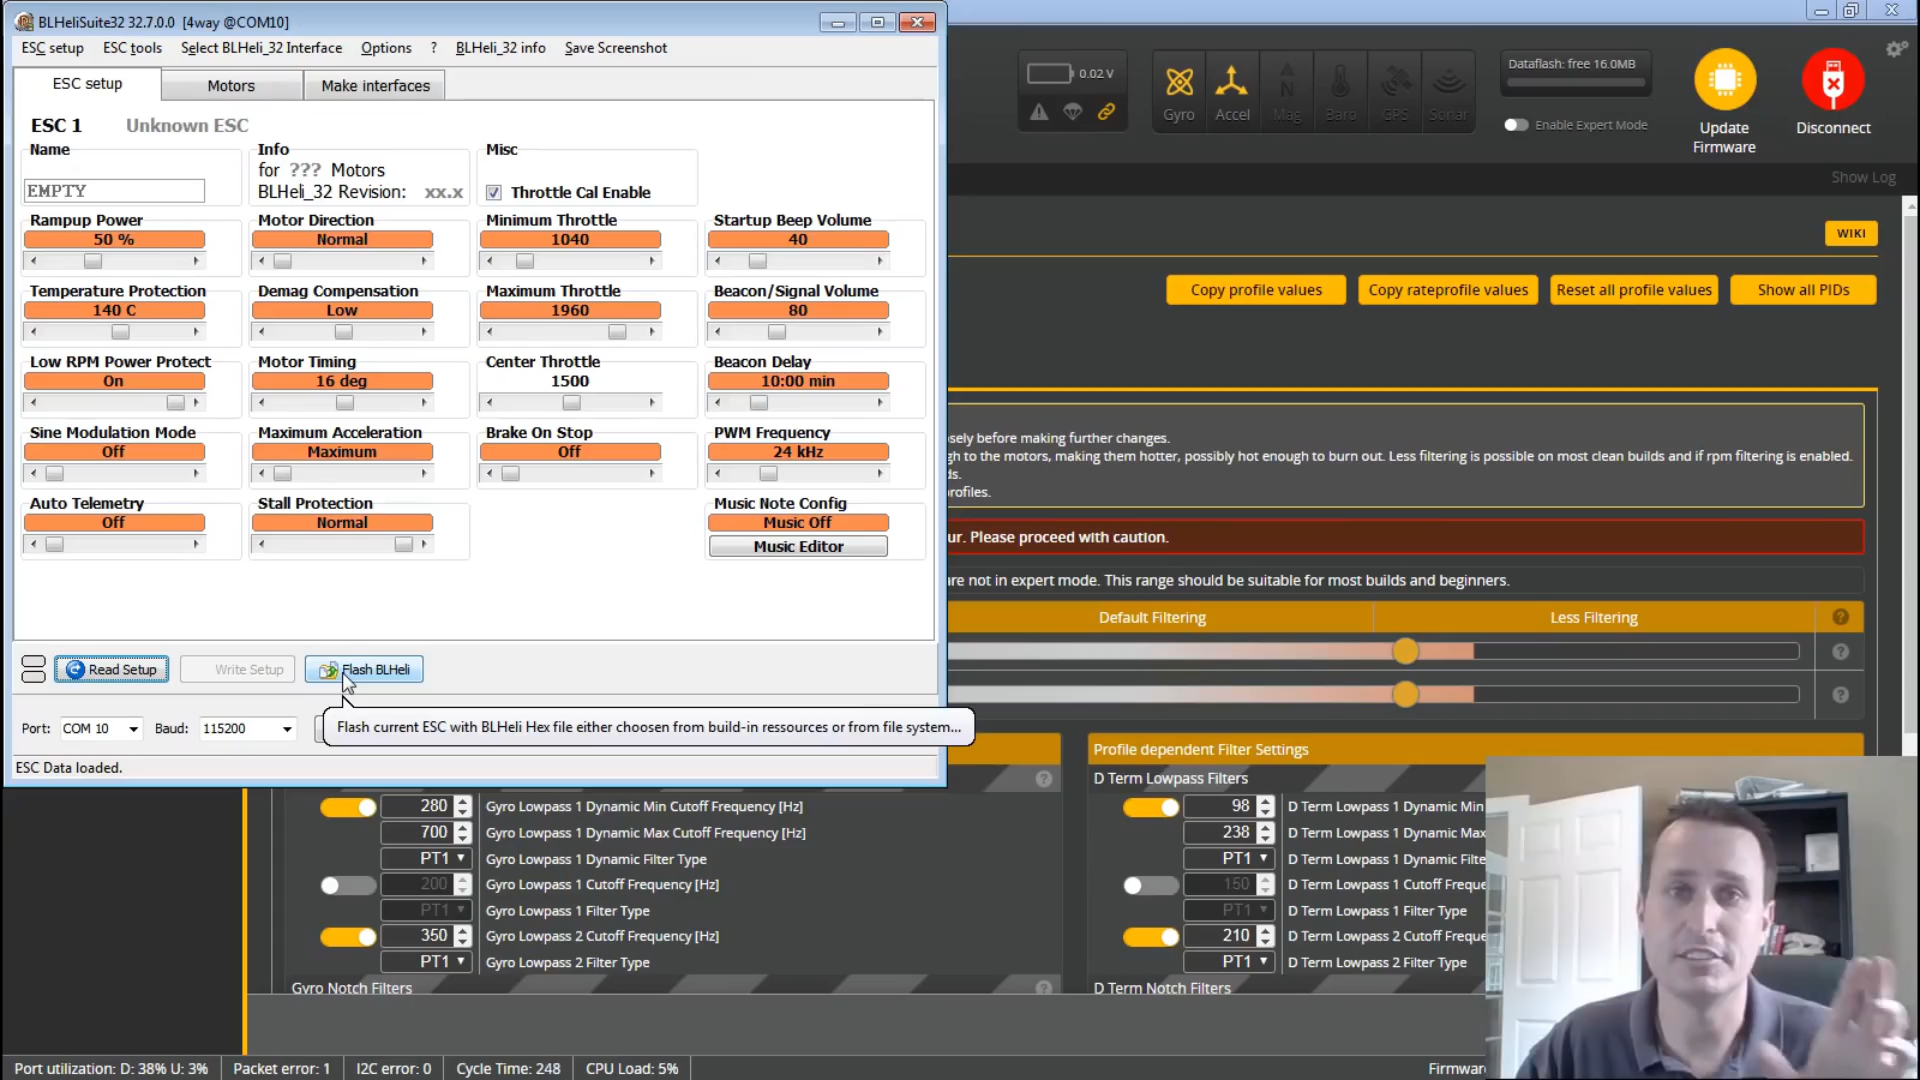 BLHeliSuite32 32.7.0.0 [4way @COM10]
ESC setup ESC tools Select BLHeli_32 Interface Options ? BLHeli_32 info Save Screenshot
ESC setup Motors Make interfaces
ESC 1 Unknown ESC
Name
EMPTY
Info
for ??? Motors
BLHeli_32 Revision: xx.x
Misc
Throttle Cal Enable
Rampup Power
50 %
Motor Direction
Normal
Minimum Throttle
1040
Startup Beep Volume
40
Temperature Protection
140 C
Demag Compensation
Low
Maximum Throttle
1960
Beacon/Signal Volume
80
Low RPM Power Protect
On
Motor Timing
16 deg
Center Throttle
1500
Beacon Delay
10:00 min
Sine Modulation Mode
Off
Maximum Acceleration
Maximum
Brake On Stop
Off
PWM Frequency
24 kHz
Auto Telemetry
Off
Stall Protection
Normal
Music Note Config
Music Off
Music Editor
Read Setup Write Setup Flash BLHeli
Port: COM 10 Baud: 115200
Flash current ESC with BLHeli Hex file either choosen from build-in ressources or from file system...
ESC Data loaded.
0.02 V
Gyro Accel Mag Baro GPS Sonar
Dataflash: free 16.0MB
Enable Expert Mode
Update
Firmware
Disconnect
Show Log
WIKI
Copy profile values Copy rateprofile values Reset all profile values Show all PIDs
sely before making further changes.
gh to the motors, making them hotter, possibly hot enough to burn out. Less filtering is possible on most clean builds and if rpm filtering is enabled.
ds.
rofiles.
ur. Please proceed with caution.
re not in expert mode. This range should be suitable for most builds and beginners.
Default Filtering Less Filtering ?
?
?
Profile dependent Filter Settings
?
D Term Lowpass Filters
280 Gyro Lowpass 1 Dynamic Min Cutoff Frequency [Hz]
700 Gyro Lowpass 1 Dynamic Max Cutoff Frequency [Hz]
PT1 Gyro Lowpass 1 Dynamic Filter Type
200 Gyro Lowpass 1 Cutoff Frequency [Hz]
PT1 Gyro Lowpass 1 Filter Type
350 Gyro Lowpass 2 Cutoff Frequency [Hz]
PT1 Gyro Lowpass 2 Filter Type
Gyro Notch Filters ?
98 D Term Lowpass 1 Dynamic Min
238 D Term Lowpass 1 Dynamic Max
PT1 D Term Lowpass 1 Dynamic Filte
150 D Term Lowpass 1 Cutoff Freque
PT1 D Term Lowpass 1 Filter Type
210 D Term Lowpass 2 Cutoff Freque
PT1 D Term Lowpass 2 Filter Type
D Term Notch Filters
Port utilization: D: 38% U: 3% Packet error: 1 I2C error: 0 Cycle Time: 248 CPU Load: 5% Firmware